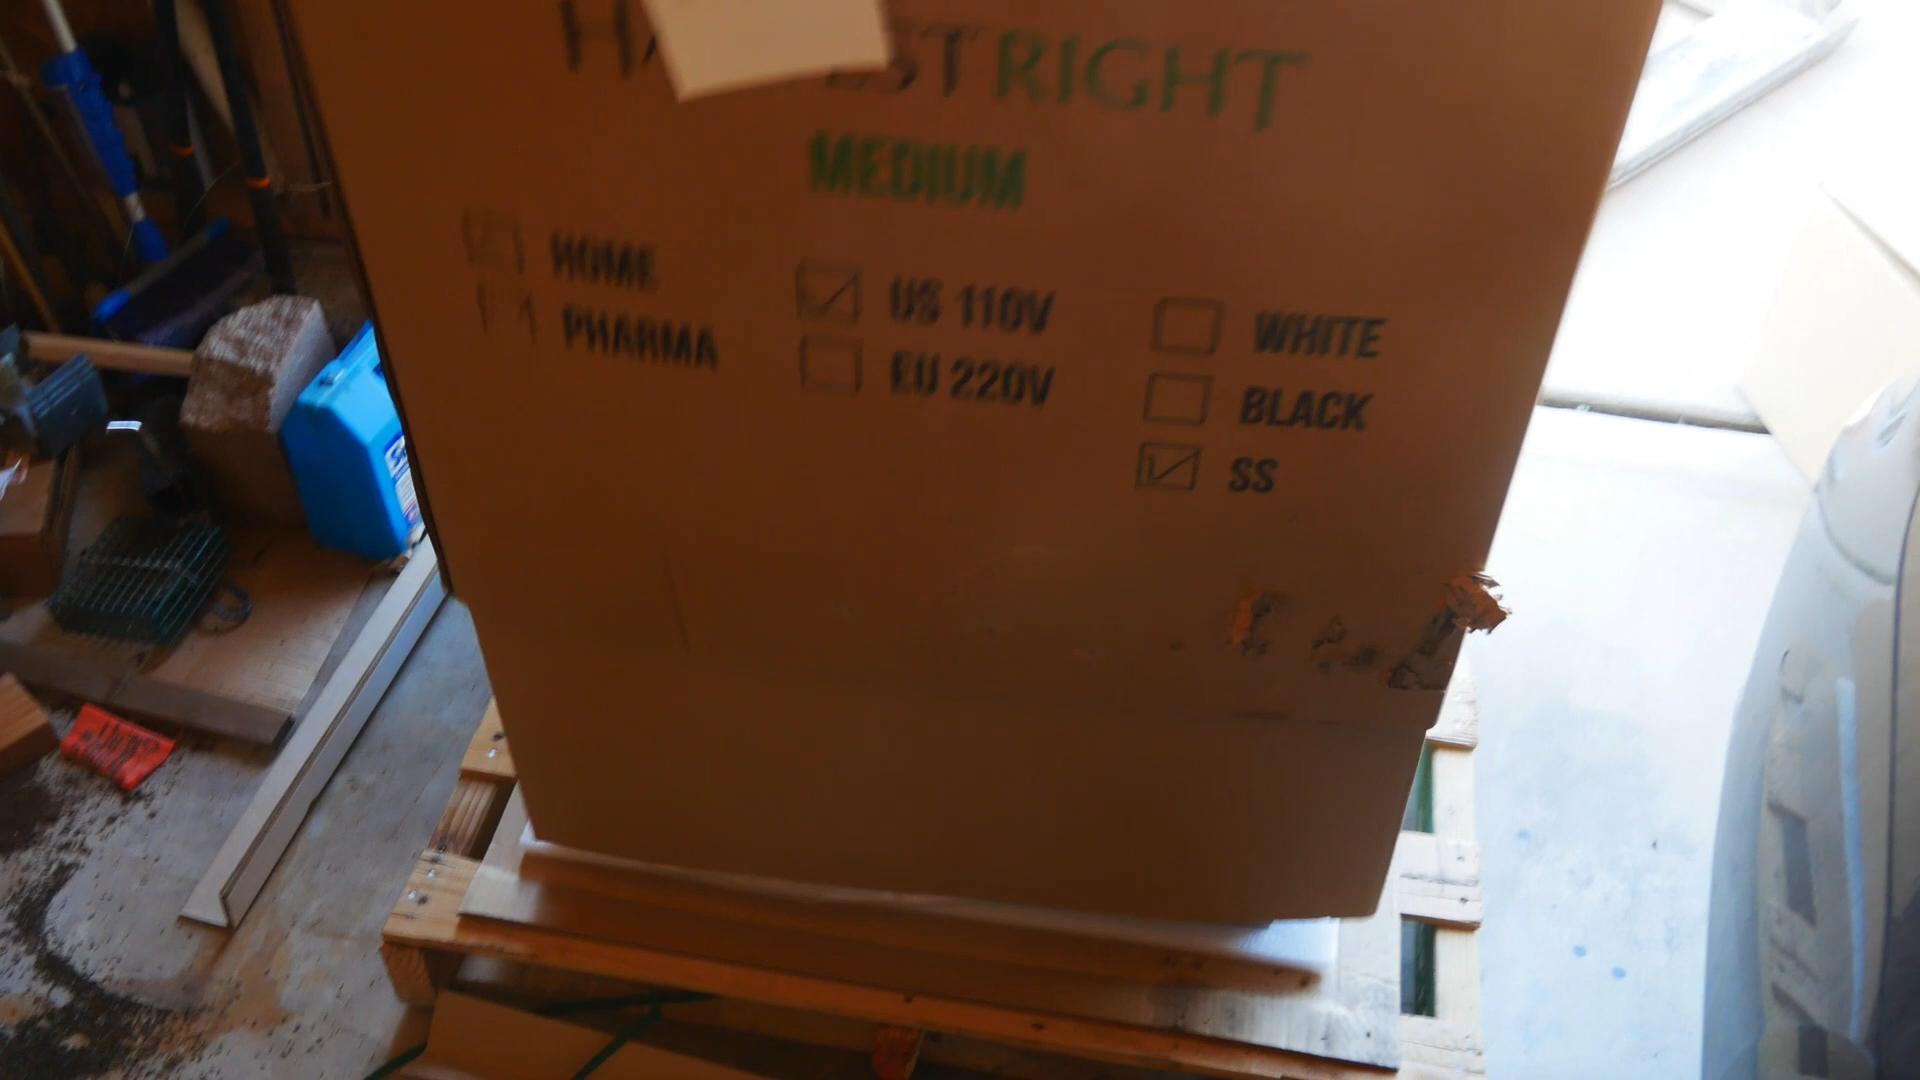 RIGHT
MEDIUM
HOME
PHARMA
US 110V
EU 220V
WHITE
BLACK
SS